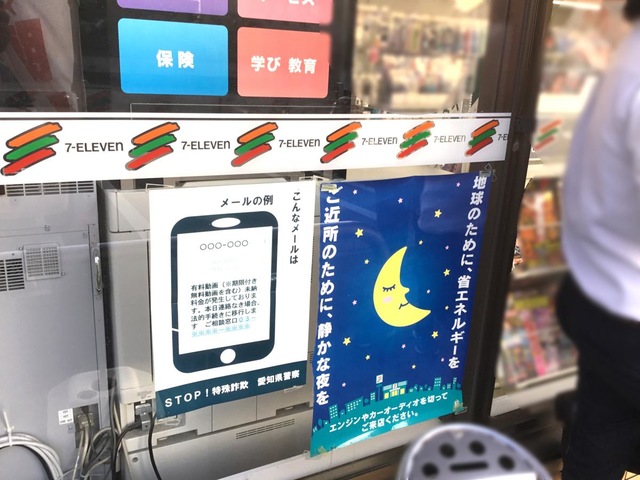 保険
学び 教育
7-ELEVEN
7-ELEVEN
7-ELEVEN
7-ELEVEN
7-ELEVEN
こんなメールは
メールの例
○○○-○○○
有料動画(※期限付き
無料動画を含む)未納
料金が発生しておりま
す。本日連絡なき場合、
法的手続きに移行しま
す ご相談窓口03-
※※※※-※※※※
STOP!特殊詐欺 愛知県警察
地球のために、省エネルギーを
ご近所のために、静かな夜を
エンジンやカーオーディオを切って
ご来店ください。